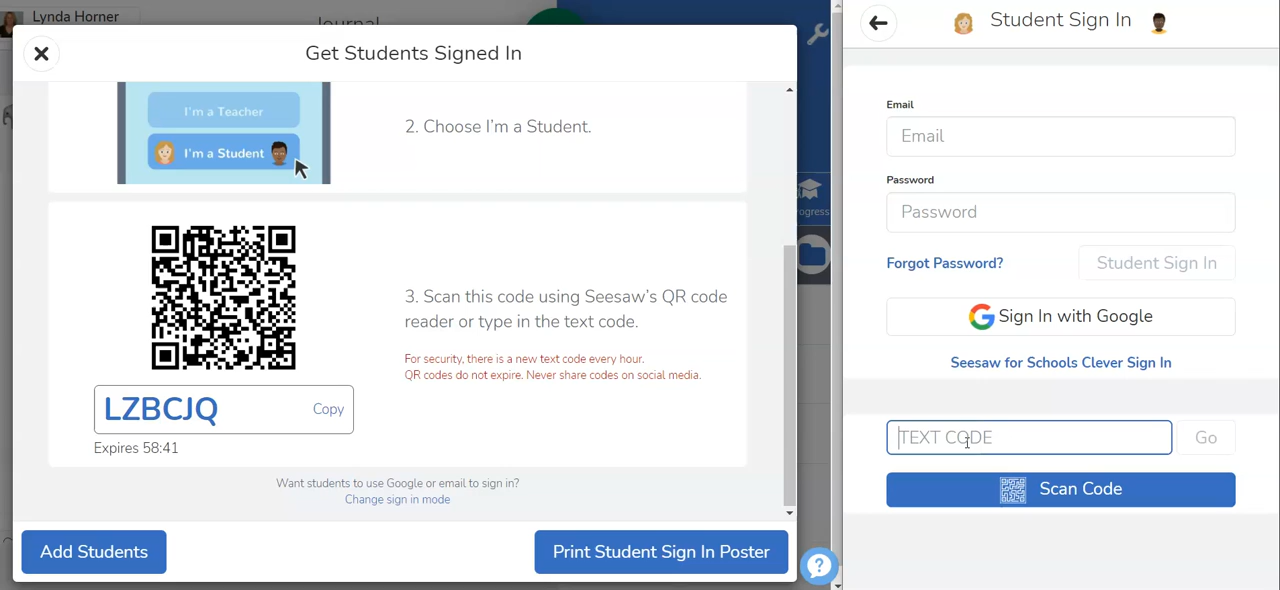 Lynda Horner
Journal
Get Students Signed In
I'm a Teacher
I'm a Student
2. Choose I'm a Student.
3. Scan this code using Seesaw's QR code
reader or type in the text code.
For security, there is a new text code every hour.
QR codes do not expire. Never share codes on social media.
LZBCJQ
Copy
Expires 58:41
Want students to use Google or email to sign in?
Change sign in mode
Add Students
Print Student Sign In Poster
?
Student Sign In
Email
Email
Password
Password
Forgot Password?
Student Sign In
Sign In with Google
Seesaw for Schools Clever Sign In
TEXT CODE
Go
Scan Code